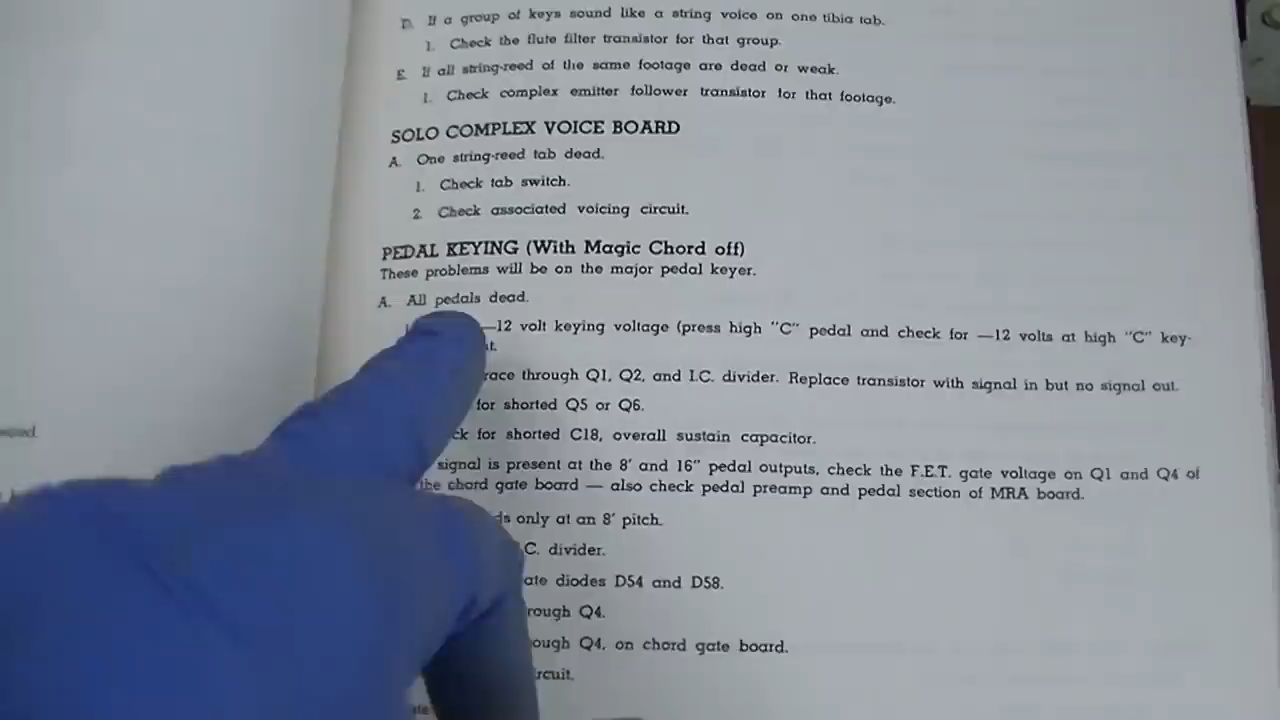 D. If a group of keys sound like a string voice on one tibia tab.
1. Check the flute filter transistor for that group.
E. If all string-reed of the same footage are dead or weak.
1. Check complex emitter follower transistor for that footage.
SOLO COMPLEX VOICE BOARD
A. One string-reed tab dead.
1. Check tab switch.
2. Check associated voicing circuit.
PEDAL KEYING (With Magic Chord off)
These problems will be on the major pedal keyer.
A. All pedals dead.
—12 volt keying voltage (press high "C" pedal and check for —12 volts at high "C" key-
through Q1, Q2, and I.C. divider. Replace transistor with signal in but no signal out.
for shorted Q5 or Q6.
for shorted C18, overall sustain capacitor.
signal is present at the 8' and 16" pedal outputs, check the F.E.T. gate voltage on Q1 and Q4 of
the chord gate board — also check pedal preamp and pedal section of MRA board.
only at an 8' pitch.
C. divider.
diodes D54 and D58.
Q4.
Q4, on chord gate board.